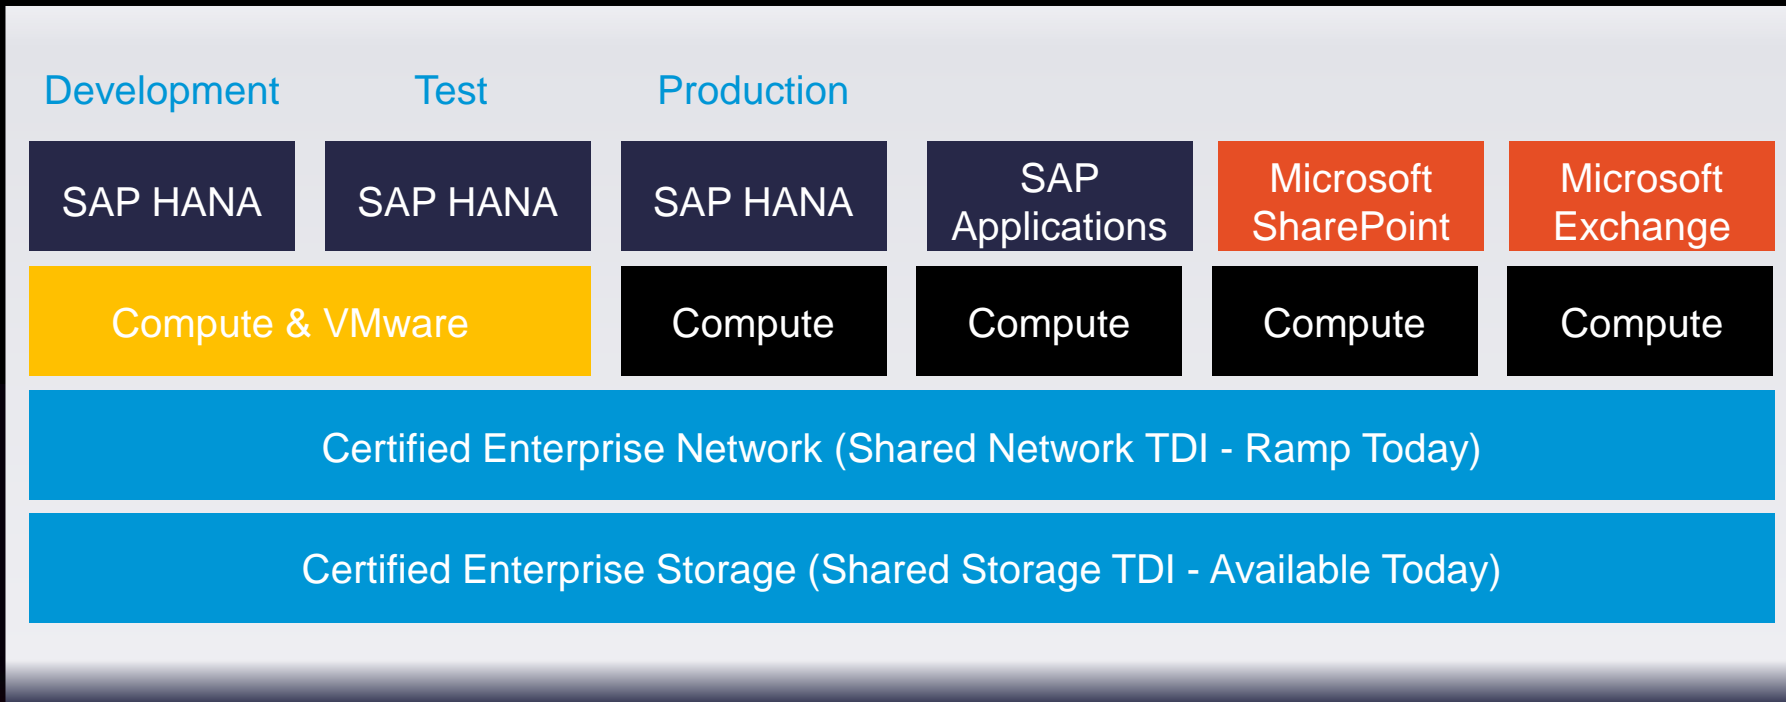 Development Test Production
SAP HANA SAP HANA SAP HANA
SAP
Applications
Microsoft
SharePoint
Microsoft
Exchange
Compute & VMware Compute Compute Compute Compute
Certified Enterprise Network (Shared Network TDI - Ramp Today)
Certified Enterprise Storage (Shared Storage TDI - Available Today)